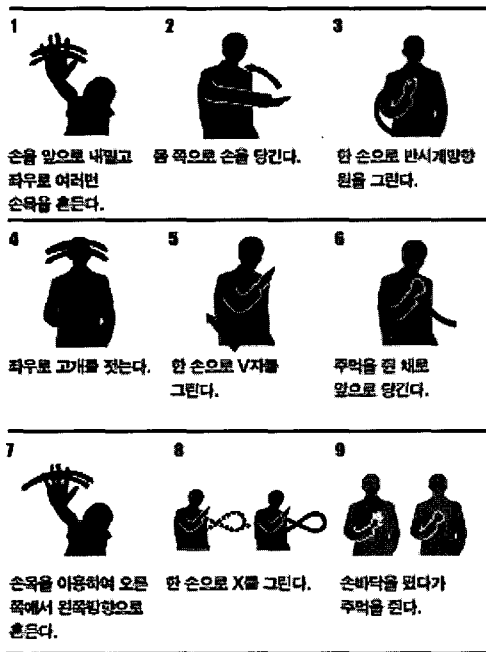 1
손을 앞으로 내밀고
좌우로 여러번
손목을 흔든다.
2
몸 쪽으로 손을 당긴다.
3
한 손으로 반시계방향
원을 그린다.
4
좌우로 고개를 젓는다.
5
한 손으로 V자를
그린다.
6
주먹을 쥔 채로
앞으로 당긴다.
7
손목을 이용하여 오른
쪽에서 왼쪽방향으로
흔든다.
8
한 손으로 X를 그린다.
9
손바닥을 폈다가
주먹을 쥔다.